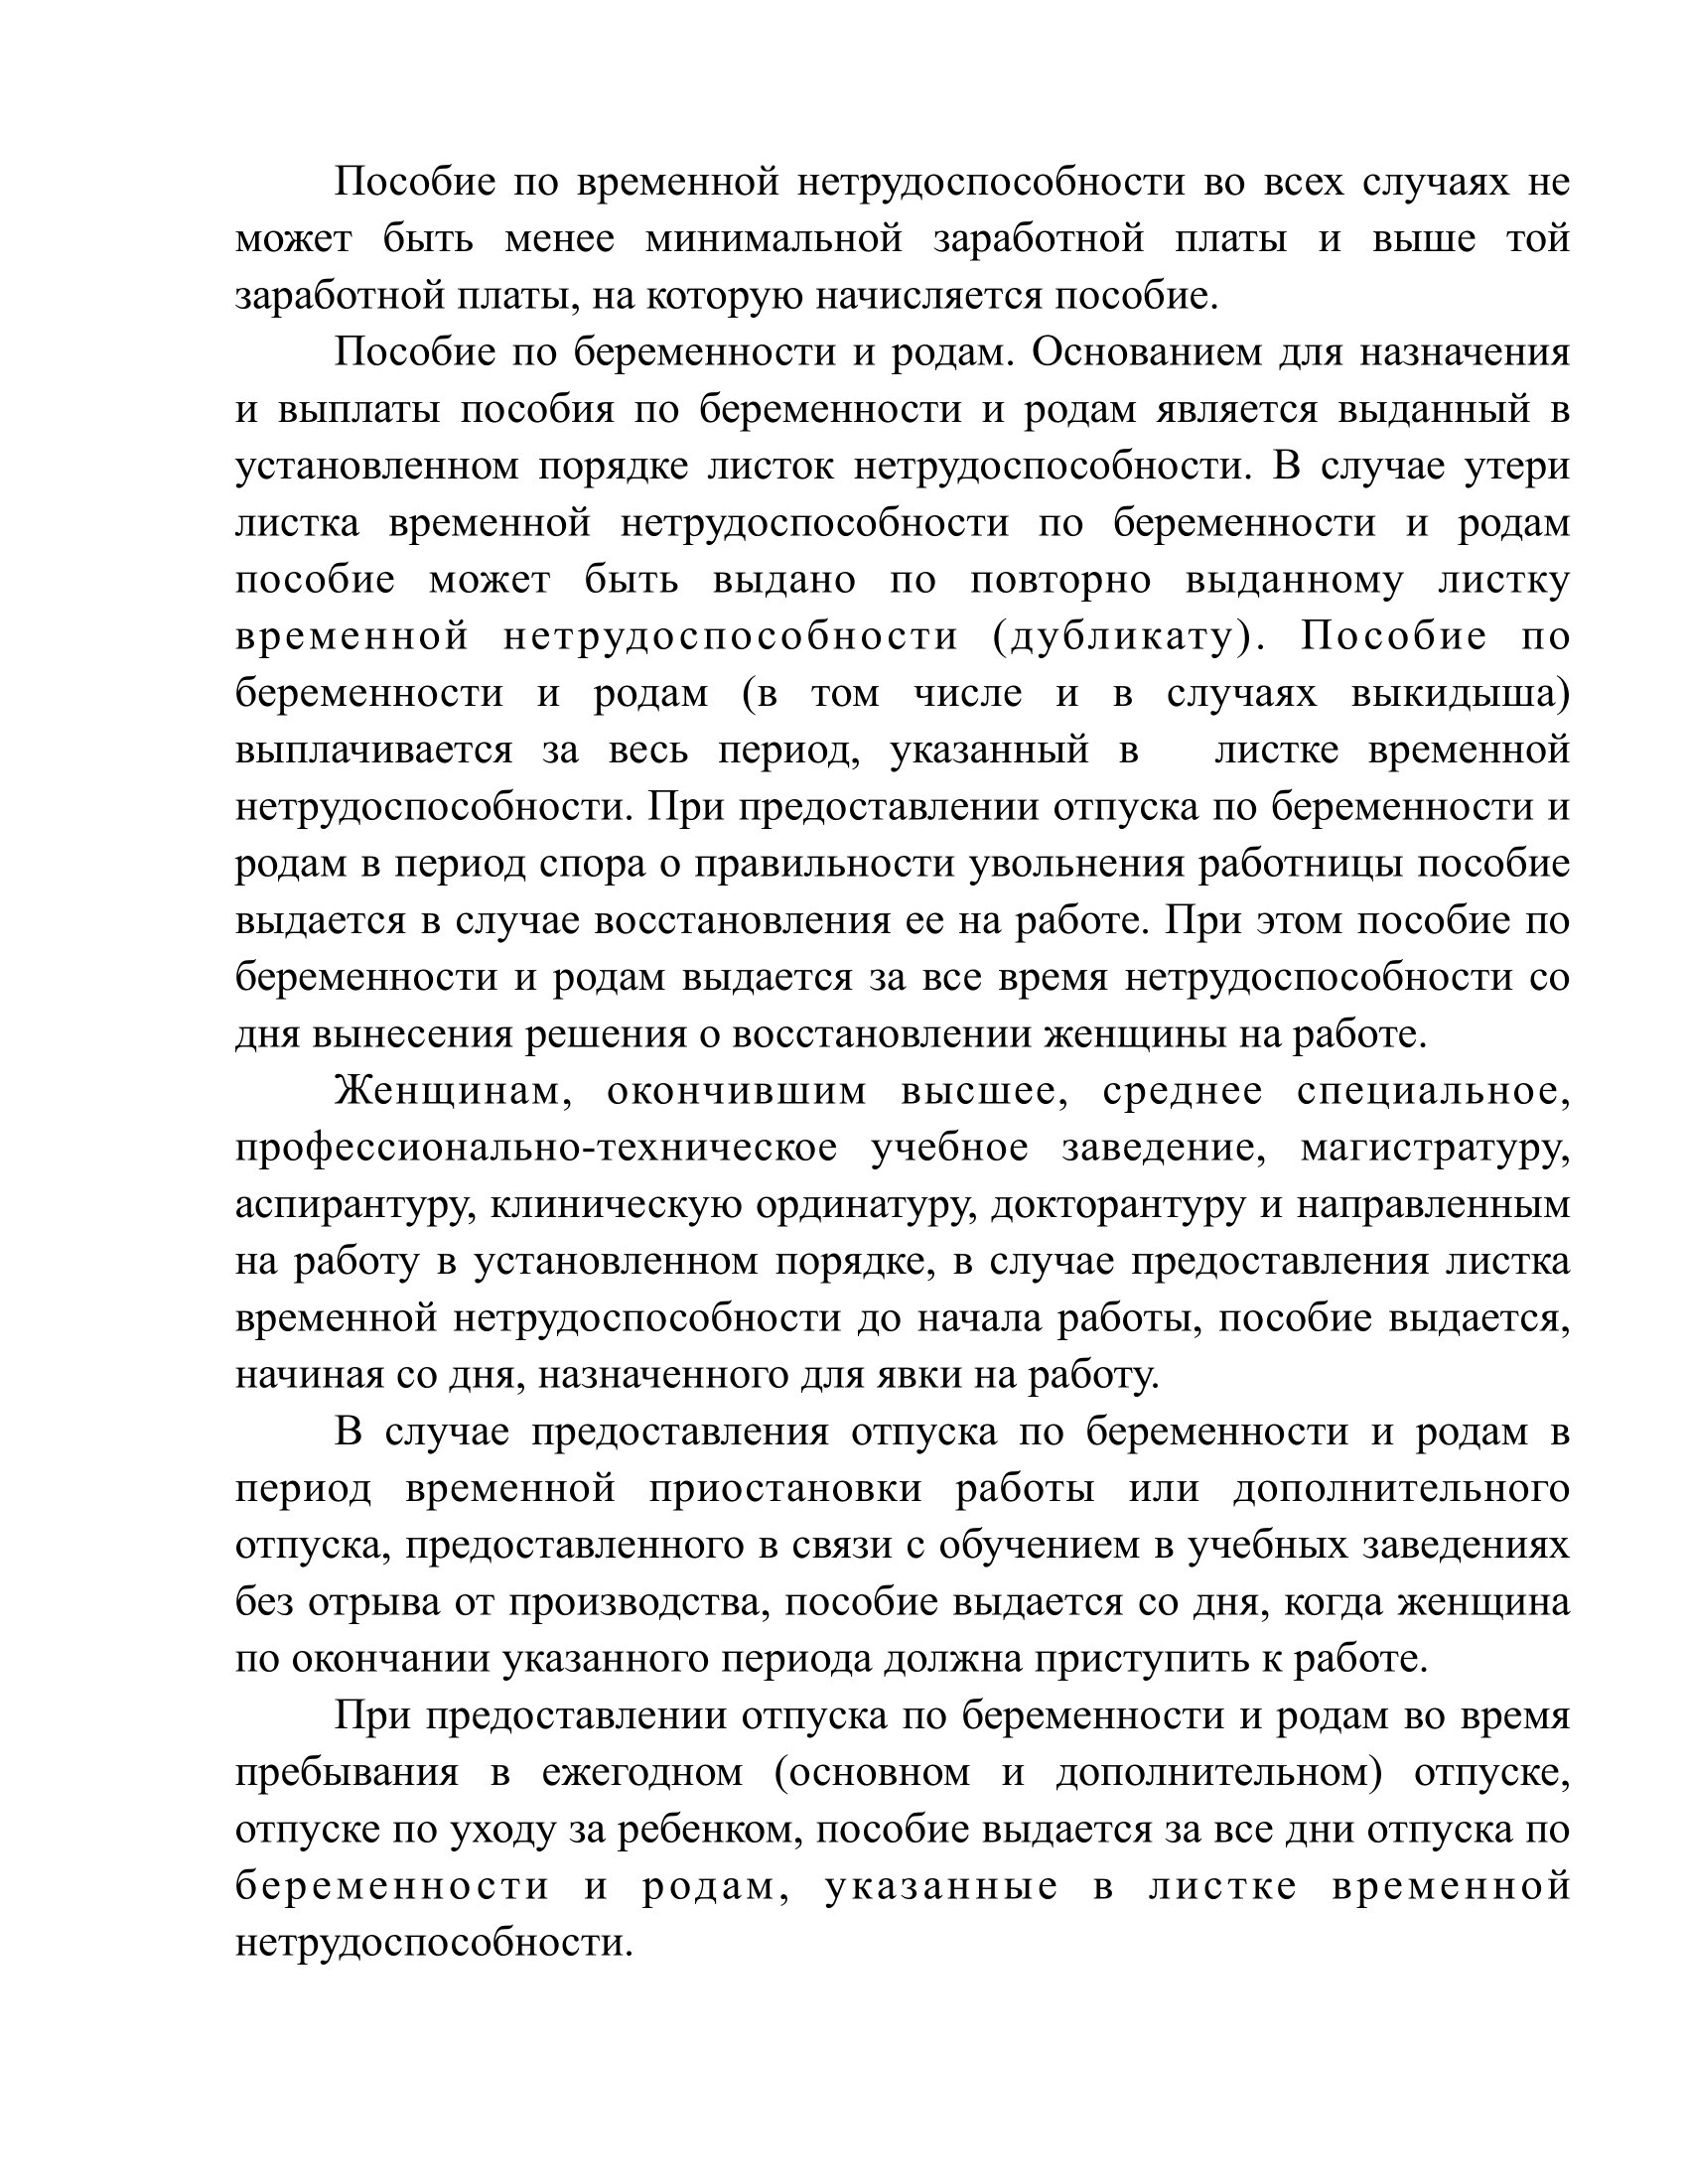 Пособие по временной нетрудоспособности во всех случаях не
может быть менее минимальной заработной платы и выше той
заработной платы, на которую начисляется пособие.
Пособие по беременности и родам. Основанием для назначения
и выплаты пособия по беременности и родам является выданный в
установленном порядке листок нетрудоспособности. В случае утери
листка временной нетрудоспособности по беременности и родам
пособие может быть выдано по повторно выданному листку
временной нетрудоспособности (дубликату). Пособие по
беременности и родам (в том числе и в случаях выкидыша)
выплачивается за весь период, указанный в листке временной
нетрудоспособности. При предоставлении отпуска по беременности и
родам в период спора о правильности увольнения работницы пособие
выдается в случае восстановления ее на работе. При этом пособие по
беременности и родам выдается за все время нетрудоспособности со
дня вынесения решения о восстановлении женщины на работе.
Женщинам, окончившим высшее, среднее специальное,
профессионально-техническое учебное заведение, магистратуру,
аспирантуру, клиническую ординатуру, докторантуру и направленным
на работу в установленном порядке, в случае предоставления листка
временной нетрудоспособности до начала работы, пособие выдается,
начиная со дня, назначенного для явки на работу.
В случае предоставления отпуска по беременности и родам в
период временной приостановки работы или дополнительного
отпуска, предоставленного в связи с обучением в учебных заведениях
без отрыва от производства, пособие выдается со дня, когда женщина
по окончании указанного периода должна приступить к работе.
При предоставлении отпуска по беременности и родам во время
пребывания в ежегодном (основном и дополнительном) отпуске,
отпуске по уходу за ребенком, пособие выдается за все дни отпуска по
беременности и родам, указанные в листке временной
нетрудоспособности.